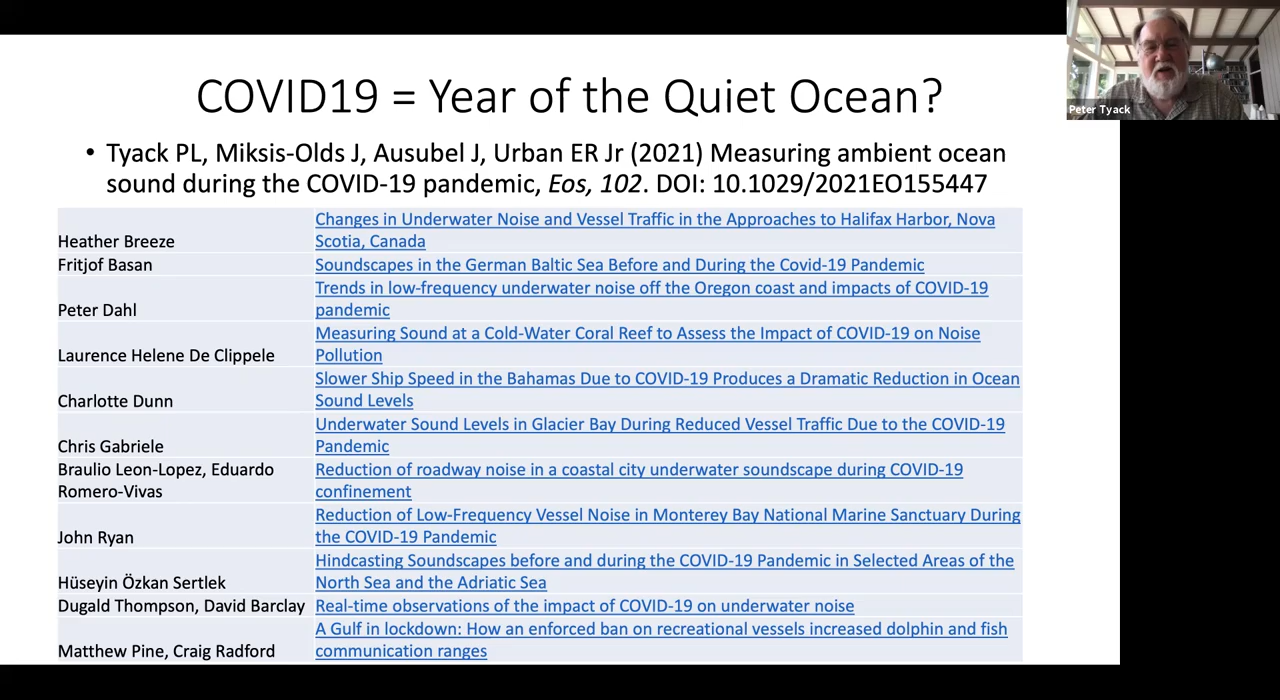 COVID19 = Year of the Quiet Ocean?
Peter Tyack
• Tyack PL, Miksis-Olds J, Ausubel J, Urban ER Jr (2021) Measuring ambient ocean
sound during the COVID-19 pandemic, Eos, 102. DOI: 10.1029/2021EO155447
Heather Breeze
Changes in Underwater Noise and Vessel Traffic in the Approaches to Halifax Harbor, Nova
Scotia, Canada
Fritjof Basan
Soundscapes in the German Baltic Sea Before and During the Covid-19 Pandemic
Peter Dahl
Trends in low-frequency underwater noise off the Oregon coast and impacts of COVID-19
pandemic
Laurence Helene De Clippele
Measuring Sound at a Cold-Water Coral Reef to Assess the Impact of COVID-19 on Noise
Pollution
Charlotte Dunn
Slower Ship Speed in the Bahamas Due to COVID-19 Produces a Dramatic Reduction in Ocean
Sound Levels
Chris Gabriele
Underwater Sound Levels in Glacier Bay During Reduced Vessel Traffic Due to the COVID-19
Pandemic
Braulio Leon-Lopez, Eduardo
Romero-Vivas
Reduction of roadway noise in a coastal city underwater soundscape during COVID-19
confinement
John Ryan
Reduction of Low-Frequency Vessel Noise in Monterey Bay National Marine Sanctuary During
the COVID-19 Pandemic
Hüseyin Özkan Sertlek
Hindcasting Soundscapes before and during the COVID-19 Pandemic in Selected Areas of the
North Sea and the Adriatic Sea
Dugald Thompson, David Barclay
Real-time observations of the impact of COVID-19 on underwater noise
Matthew Pine, Craig Radford
A Gulf in lockdown: How an enforced ban on recreational vessels increased dolphin and fish
communication ranges